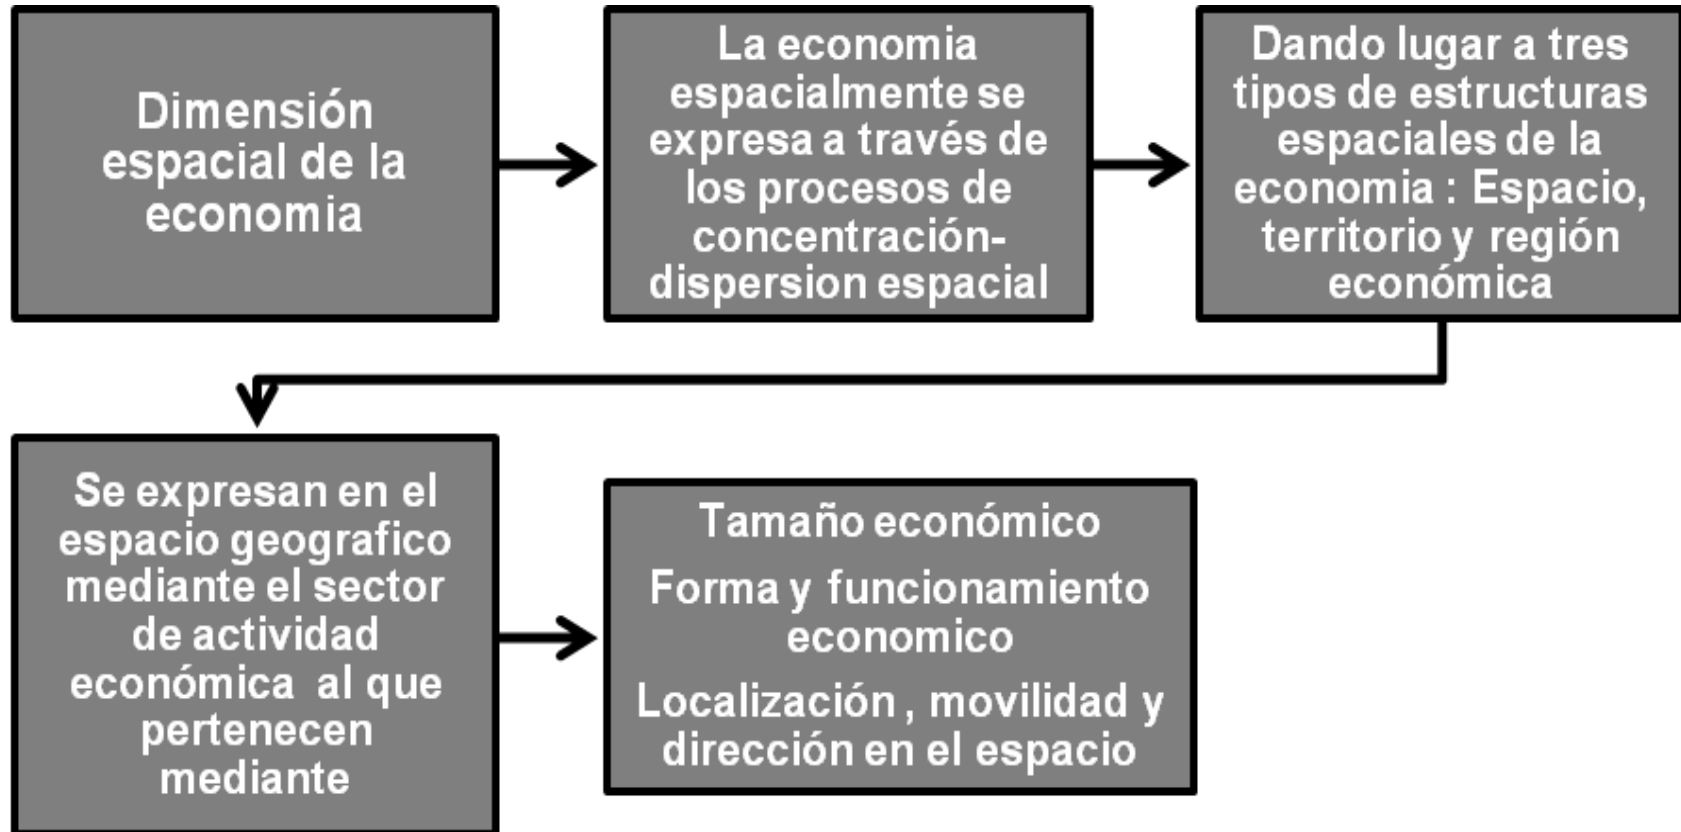 Dimensión
espacial de la
economia
La economia
espacialmente se
expresa a través de
los procesos de
concentración-
dispersion espacial
Dando lugar a tres
tipos de estructuras
espaciales de la
economia : Espacio,
territorio y región
económica
Se expresan en el
espacio geografico
mediante el sector
de actividad
económica al que
pertenecen
mediante
Tamaño económico
Forma y funcionamiento
economico
Localización , movilidad y
dirección en el espacio